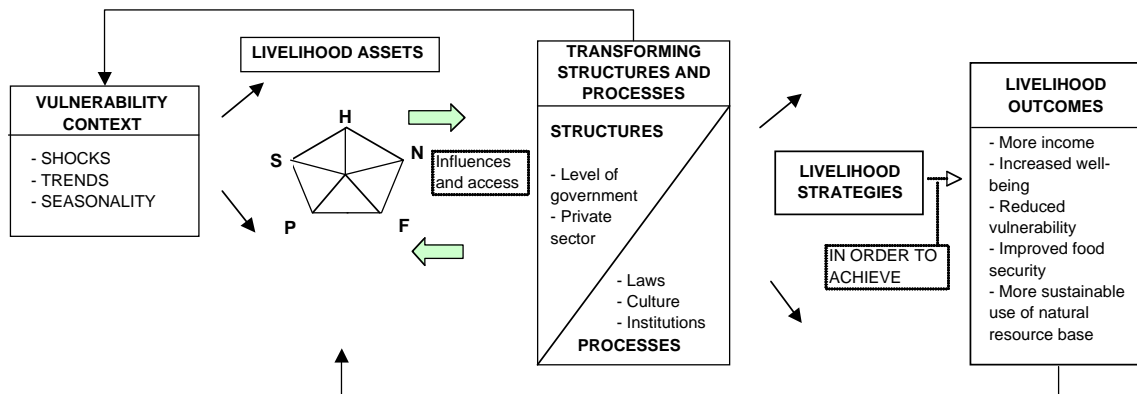 VULNERABILITY
CONTEXT
- SHOCKS
- TRENDS
- SEASONALITY
LIVELIHOOD ASSETS
H
S
N
P
F
Influences
and access
TRANSFORMING
STRUCTURES AND
PROCESSES
STRUCTURES
- Level of
government
- Private
sector
- Laws
- Culture
- Institutions
PROCESSES
LIVELIHOOD
STRATEGIES
IN ORDER TO
ACHIEVE
LIVELIHOOD
OUTCOMES
- More income
- Increased well-
being
- Reduced
vulnerability
- Improved food
security
- More sustainable
use of natural
resource base